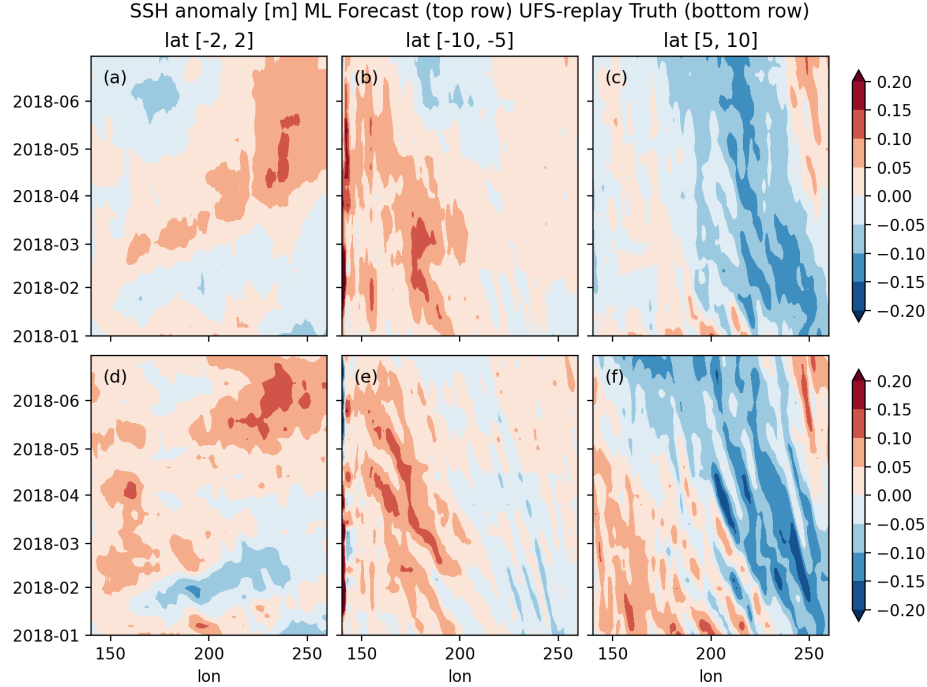 SSH anomaly [m] ML Forecast (top row) UFS-replay Truth (bottom row)
lat [-2, 2]
lat [-10, -5]
lat [5, 10]
(a)
(b)
(c)
2018-06
2018-05
2018-04
2018-03
2018-02
2018-01
0.20
0.15
0.10
0.05
0.00
−0.05
−0.10
−0.15
−0.20
(d)
(e)
(f)
2018-06
2018-05
2018-04
2018-03
2018-02
2018-01
0.20
0.15
0.10
0.05
0.00
−0.05
−0.10
−0.15
−0.20
150 200 250
150 200 250
150 200 250
lon
lon
lon